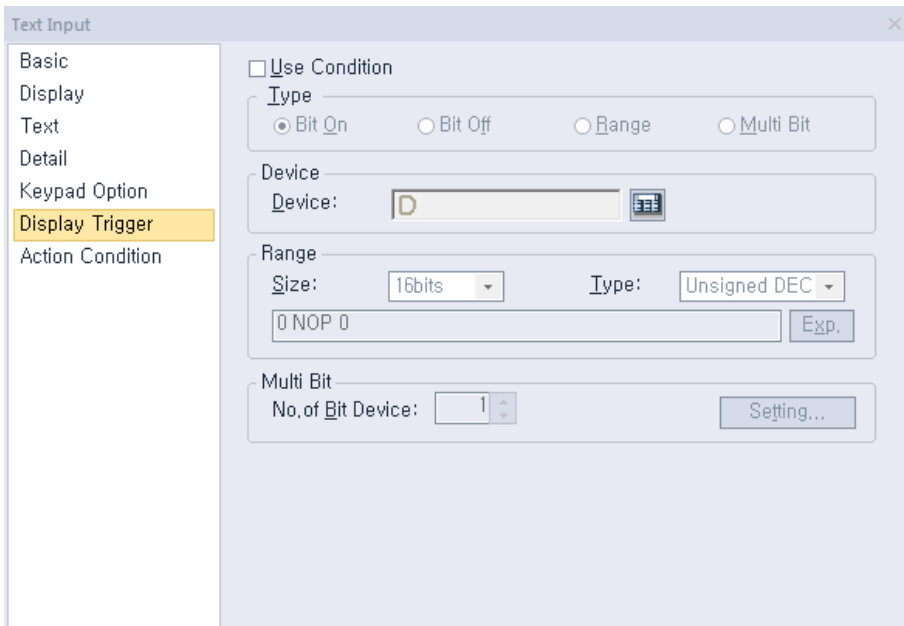 Text Input
Basic
Display
Text
Detail
Keypad Option
Display Trigger
Action Condition
Use Condition
Type
Bit On Bit Off Range Multi Bit
Device
Device: D
Range
Size: 16bits Type: Unsigned DEC
0 NOP 0 Exp.
Multi Bit
No.of Bit Device: 1 Setting...